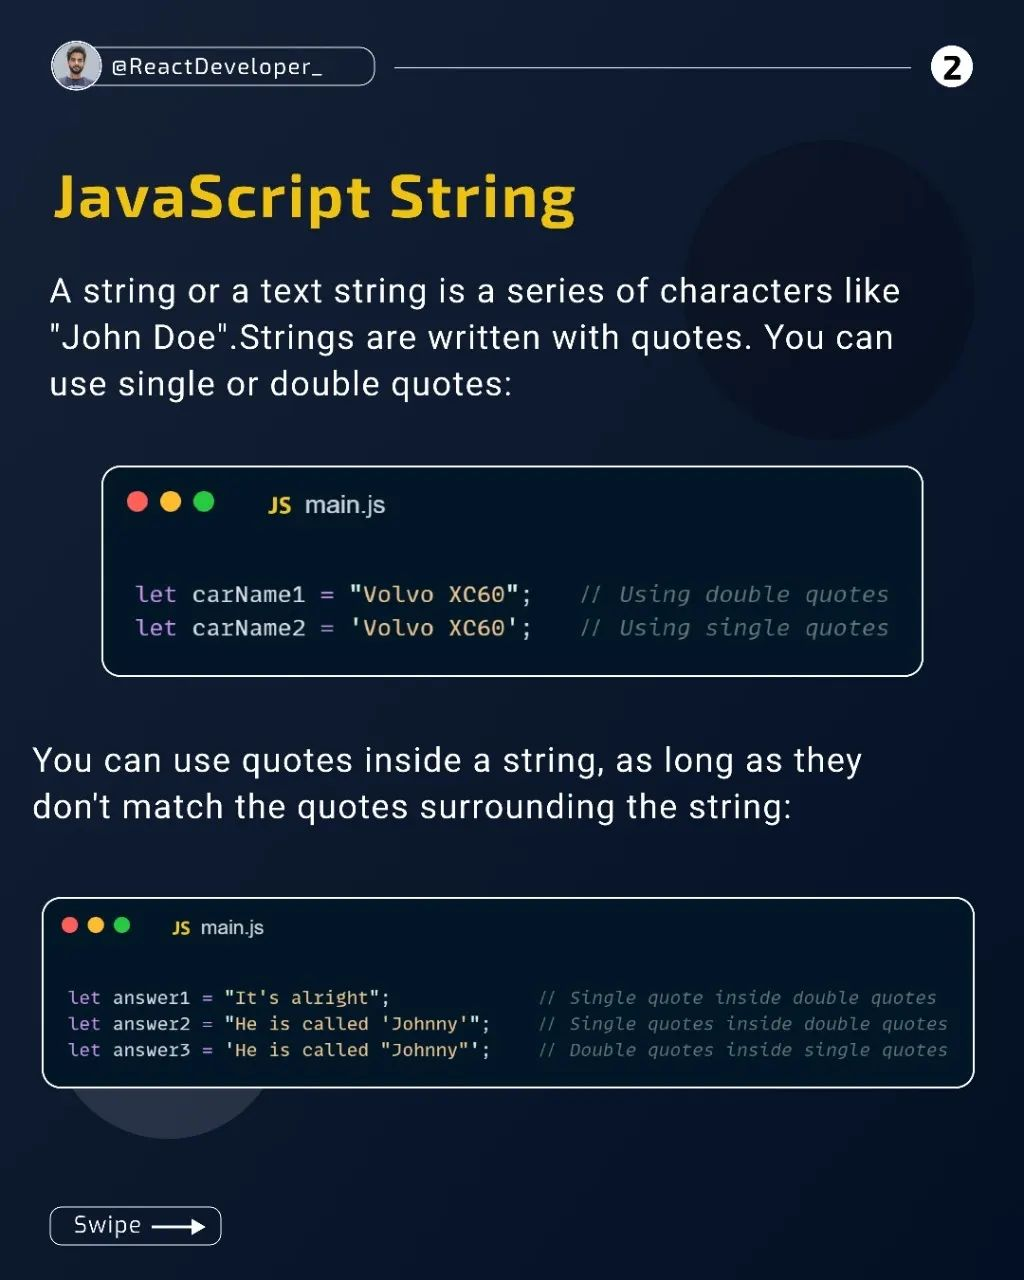 @ReactDeveloper_
2
JavaScript String
A string or a text string is a series of characters like
"John Doe".Strings are written with quotes. You can
use single or double quotes:
JS main.js
let carName1 = "Volvo XC60";   // Using double quotes
let carName2 = 'Volvo XC60';   // Using single quotes
You can use quotes inside a string, as long as they
don't match the quotes surrounding the string:
JS main.js
let answer1 = "It's alright";   // Single quote inside double quotes
let answer2 = "He is called 'Johnny'";   // Single quotes inside double quotes
let answer3 = 'He is called "Johnny"';   // Double quotes inside single quotes
Swipe